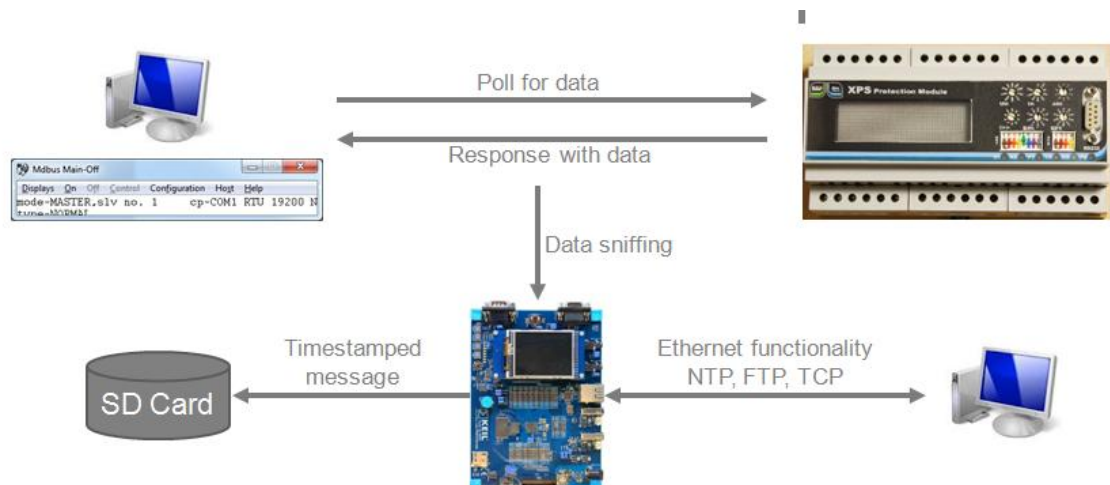 Poll for data
XPS Protection Module
Response with data
Mdbus Main-Off
Displays On Off Control Configuration Host Help
mode-MASTER,slv no. 1 cp-COM1 RTU 19200 N
type-NORMAL
Data sniffing
Timestamped
message
Ethernet functionality
NTP, FTP, TCP
SD Card
KEIL